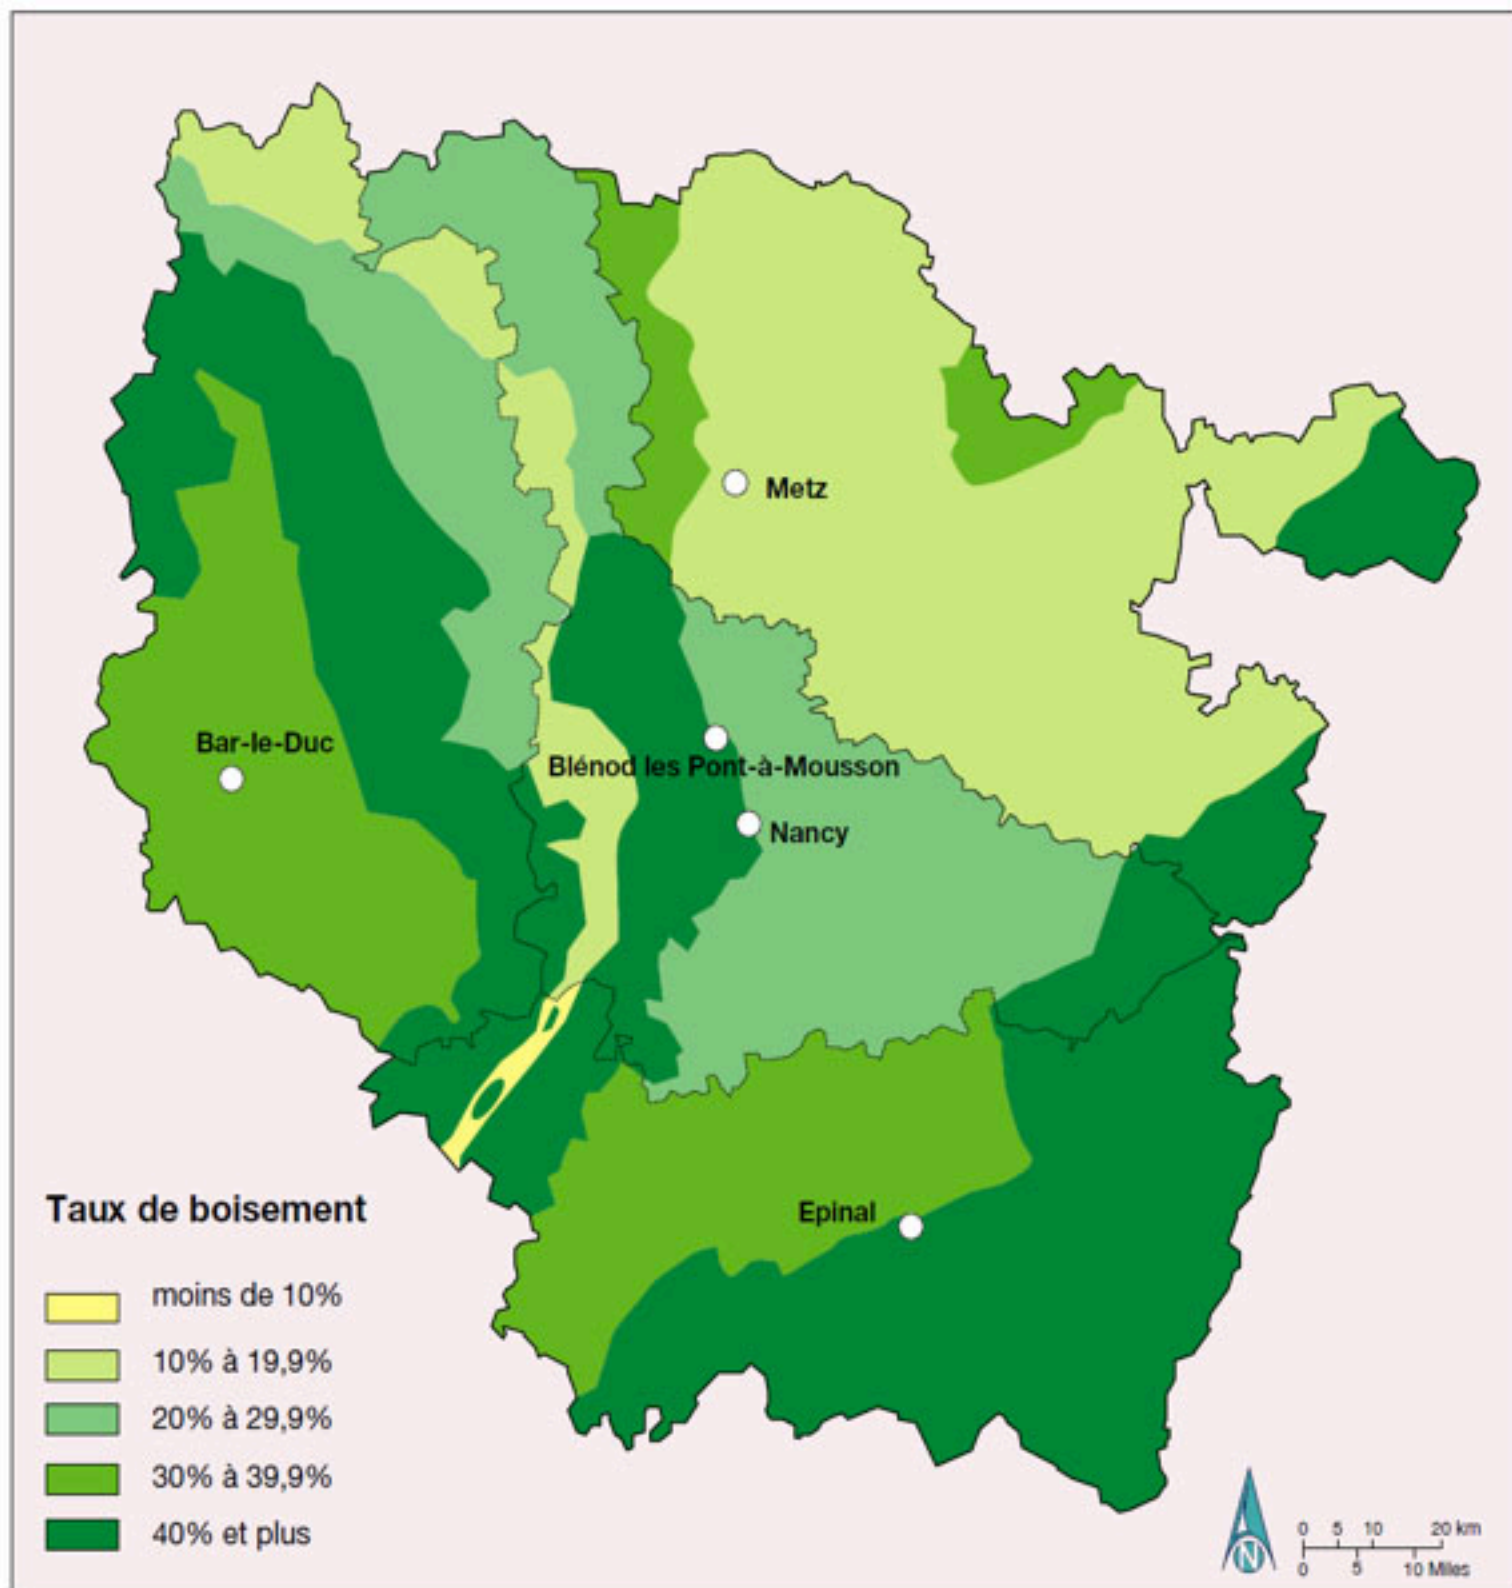 Metz
Bar-le-Duc
Blénod les Pont-à-Mousson
Nancy
Epinal
Taux de boisement
moins de 10%
10% à 19,9%
20% à 29,9%
30% à 39,9%
40% et plus
0 5 10 20 km
0 5 10 Miles
N